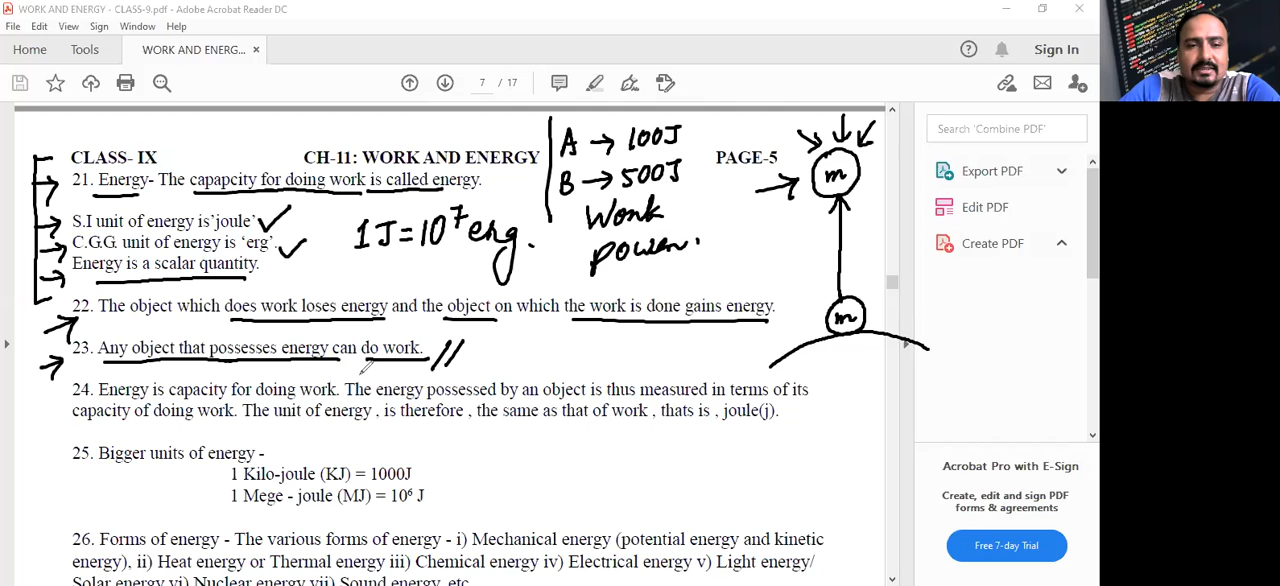 WORK AND ENERGY - CLASS-9.pdf - Adobe Acrobat Reader DC
File Edit View Sign Window Help
Home Tools WORK AND ENERG... × Sign In
7 / 17
CLASS- IX CH-11: WORK AND ENERGY PAGE-5
21. Energy- The capapcity for doing work is called energy.
S.I unit of energy is'joule'
C.G.G. unit of energy is 'erg'.
Energy is a scalar quantity.
1J = 10⁷ erg.
A → 100J
B → 500J
Work
power.
m
m
22. The object which does work loses energy and the object on which the work is done gains energy.
23. Any object that possesses energy can do work.
24. Energy is capacity for doing work. The energy possessed by an object is thus measured in terms of its
capacity of doing work. The unit of energy , is therefore , the same as that of work , thats is , joule(j).
25. Bigger units of energy -
1 Kilo-joule (KJ) = 1000J
1 Mege - joule (MJ) = 10⁶ J
26. Forms of energy - The various forms of energy - i) Mechanical energy (potential energy and kinetic
energy), ii) Heat energy or Thermal energy iii) Chemical energy iv) Electrical energy v) Light energy/
Solar energy vi) Nuclear energy vii) Sound energy, etc
Search 'Combine PDF'
Export PDF
Edit PDF
Create PDF
Acrobat Pro with E-Sign
Create, edit and sign PDF
forms & agreements
Free 7-day Trial